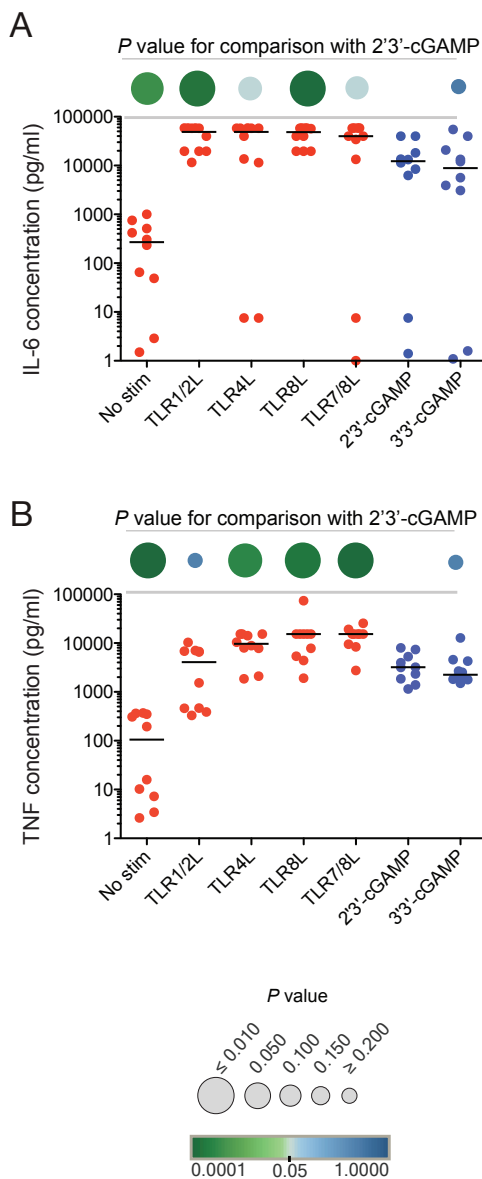 A
P value for comparison with 2'3'-cGAMP
IL-6 concentration (pg/ml)
100000
10000
1000
100
10
1
No stim
TLR1/2L
TLR4L
TLR8L
TLR7/8L
2'3'-cGAMP
3'3'-cGAMP
B
P value for comparison with 2'3'-cGAMP
TNF concentration (pg/ml)
100000
10000
1000
100
10
1
No stim
TLR1/2L
TLR4L
TLR8L
TLR7/8L
2'3'-cGAMP
3'3'-cGAMP
P value
≤ 0.010
0.050
0.100
0.150
≥ 0.200
0.0001
0.05
1.0000